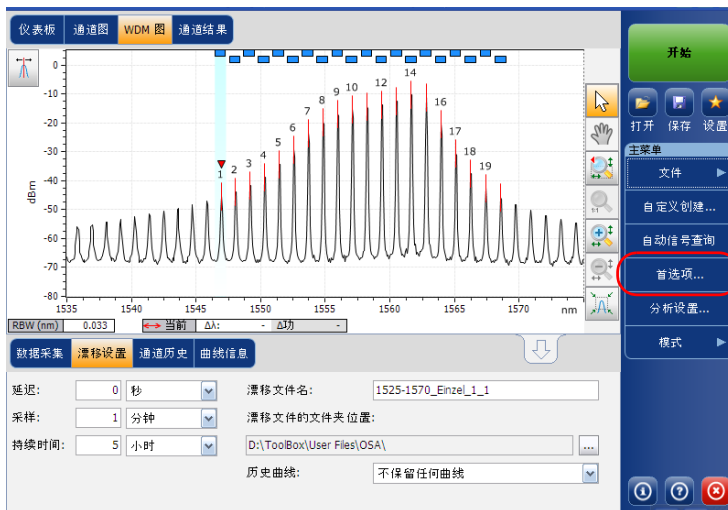 仪表板 通道图 WDM 图 通道结果
开始
打开 保存 设置
主菜单
文件
自定义创建...
自动信号查询
首选项...
分析设置...
模式
dBm
0
-10
-20
-30
-40
-50
-60
-70
-80
1 2 3 4 5 6 7 8 9 10 12 14 16 17 18 19
1535 1540 1545 1550 1555 1560 1565 1570 nm
1:1
RBW (nm) 0.033 当前 Δλ: - Δ功 -
数据采集 漂移设置 通道历史 曲线信息
延迟: 0 秒 漂移文件名: 1525-1570_Einzel_1_1
采样: 1 分钟 漂移文件的文件夹位置:
持续时间: 5 小时 D:\ToolBox\User Files\OSA\ ...
历史曲线: 不保留任何曲线